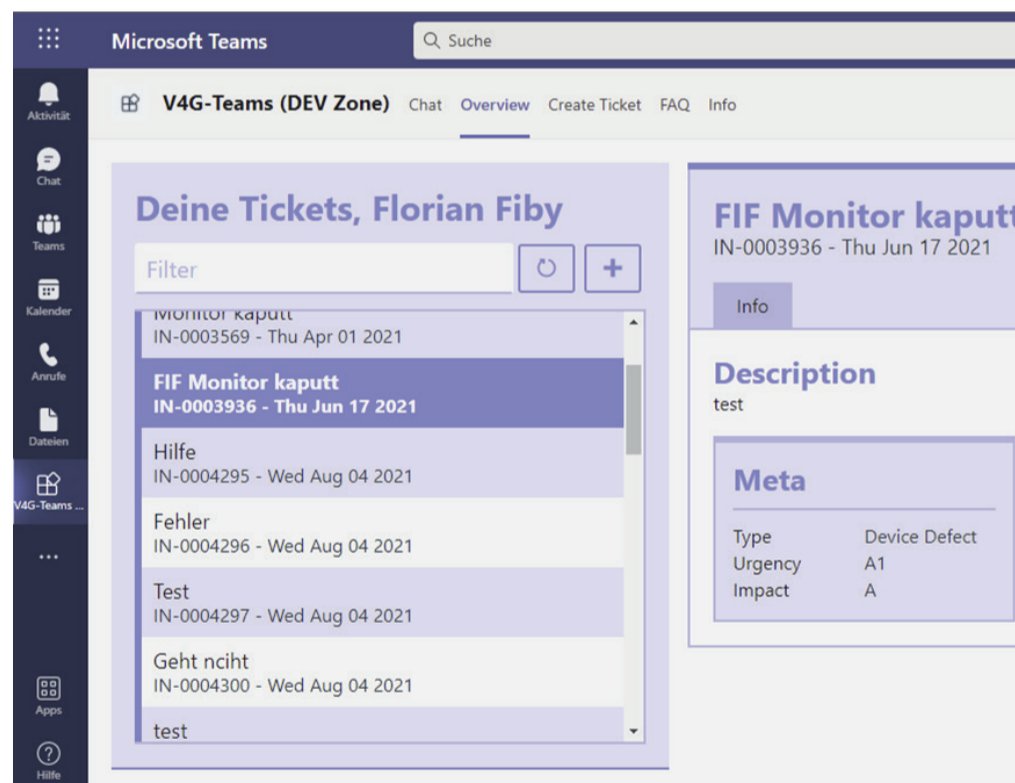 Microsoft Teams
Suche
Aktivität
Chat
Teams
Kalender
Anrufe
Dateien
V4G-Teams ...
...
Apps
Hilfe
V4G-Teams (DEV Zone) Chat Overview Create Ticket FAQ Info
Deine Tickets, Florian Fiby
Filter
Monitor kaputt
IN-0003569 - Thu Apr 01 2021
FIF Monitor kaputt
IN-0003936 - Thu Jun 17 2021
Hilfe
IN-0004295 - Wed Aug 04 2021
Fehler
IN-0004296 - Wed Aug 04 2021
Test
IN-0004297 - Wed Aug 04 2021
Geht nciht
IN-0004300 - Wed Aug 04 2021
test
FIF Monitor kaputt
IN-0003936 - Thu Jun 17 2021
Info
Description
test
Meta
Type Device Defect
Urgency A1
Impact A